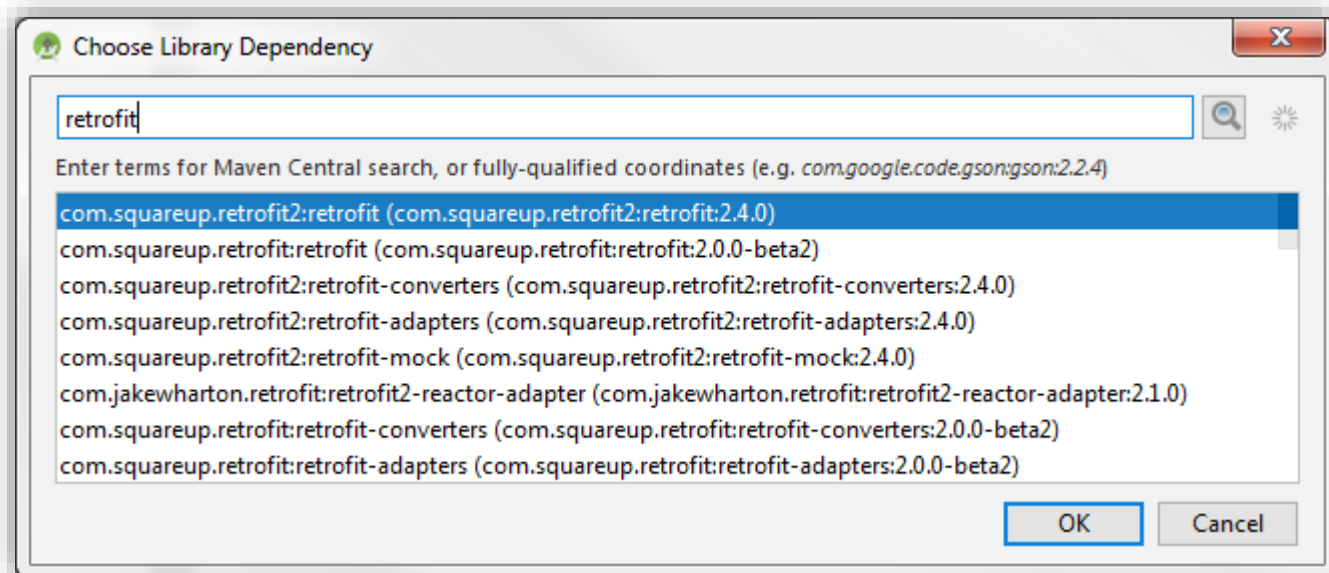 Choose Library Dependency
retrofit
Enter terms for Maven Central search, or fully-qualified coordinates (e.g. com.google.code.gson:gson:2.2.4)
com.squareup.retrofit2:retrofit (com.squareup.retrofit2:retrofit:2.4.0)
com.squareup.retrofit:retrofit (com.squareup.retrofit:retrofit:2.0.0-beta2)
com.squareup.retrofit2:retrofit-converters (com.squareup.retrofit2:retrofit-converters:2.4.0)
com.squareup.retrofit2:retrofit-adapters (com.squareup.retrofit2:retrofit-adapters:2.4.0)
com.squareup.retrofit2:retrofit-mock (com.squareup.retrofit2:retrofit-mock:2.4.0)
com.jakewharton.retrofit:retrofit2-reactor-adapter (com.jakewharton.retrofit:retrofit2-reactor-adapter:2.1.0)
com.squareup.retrofit:retrofit-converters (com.squareup.retrofit:retrofit-converters:2.0.0-beta2)
com.squareup.retrofit:retrofit-adapters (com.squareup.retrofit:retrofit-adapters:2.0.0-beta2)
OK Cancel